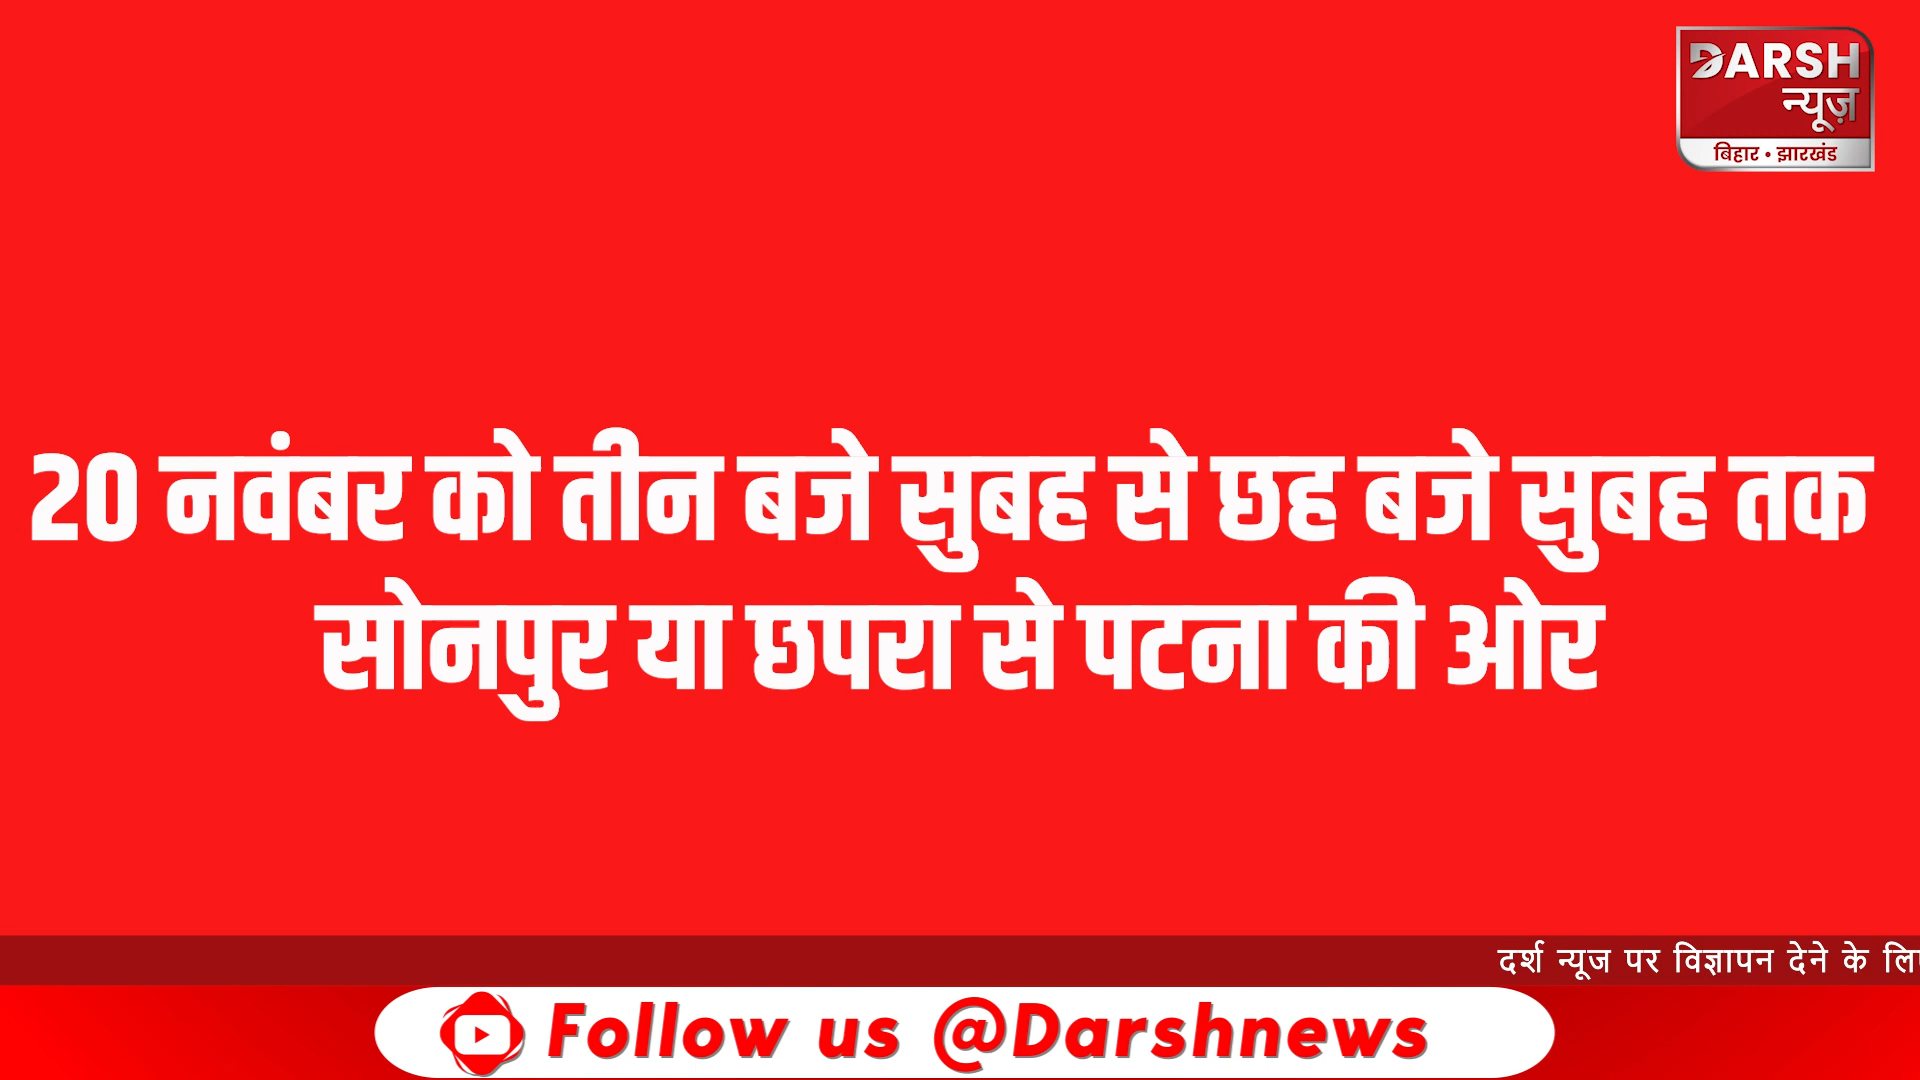 DARSH
न्यूज़
बिहार • झारखंड
20 नवंबर को तीन बजे सुबह से छह बजे सुबह तक
सोनपुर या छपरा से पटना की ओर
दर्श न्यूज पर विज्ञापन देने के
Follow us @Darshnews